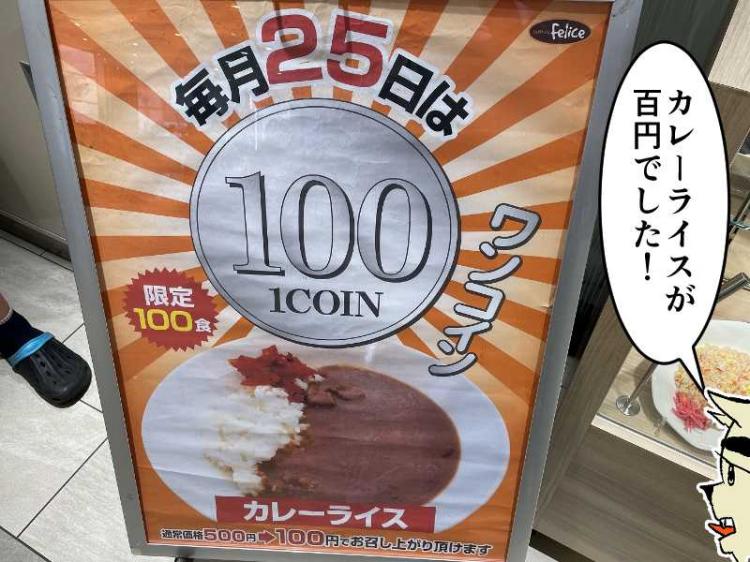 felice
毎月25日は
100
1COIN
ワンコイン
限定
100食
カレーライス
通常価格500円➡100円でお召し上がり頂けます
カレーライスが
百円でした!